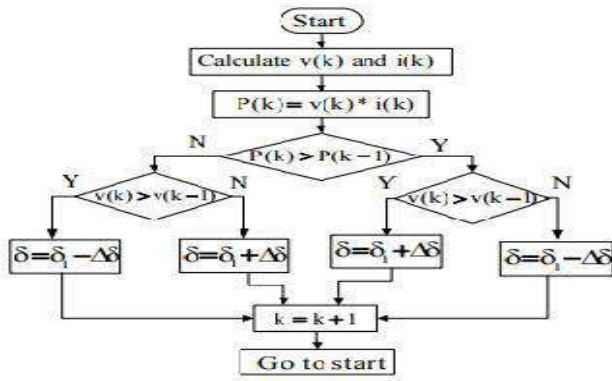 Start
Calculate v(k) and i(k)
P(k)= v(k)* i(k)
P(k) > P(k−1)
N
Y
v(k) > v(k−1)
Y
N
v(k) > v(k−1)
Y
N
δ=δ₁−Δδ
δ=δ₁+Δδ
δ=δ₁+Δδ
δ=δ₁−Δδ
k = k+1
Go to start